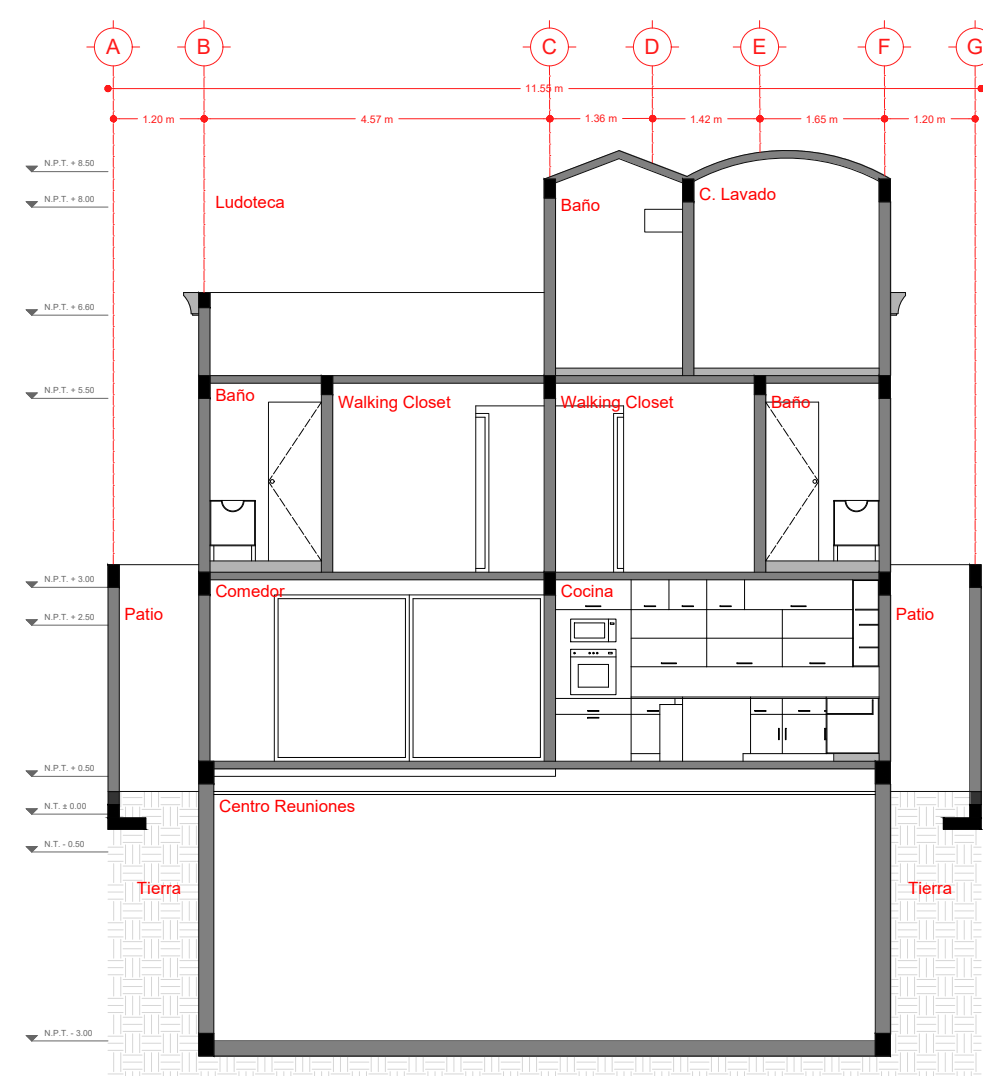 A B C D E F G
11.55 m
1.20 m 4.57 m 1.36 m 1.42 m 1.65 m 1.20 m
N.P.T. + 8.50
C. Lavado
Ludoteca
Baño
N.P.T. + 8.00
N.P.T. + 6.60
N.P.T. + 5.50
Baño
Walking Closet
Walking Closet
Baño
N.P.T. + 3.00
Comedor
Cocina
Patio
Patio
N.P.T. + 2.50
N.P.T. + 0.50
N.T. ± 0.00
Centro Reuniones
N.T. - 0.50
Tierra
Tierra
N.P.T. - 3.00